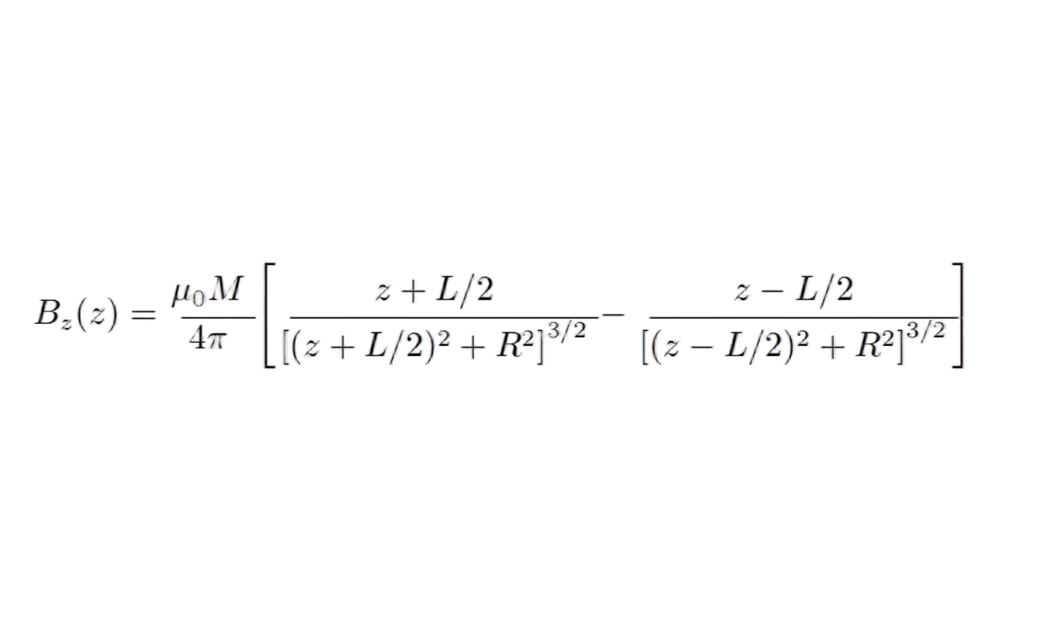 B_z(z) = \frac{\mu_0 M}{4\pi} \left[ \frac{z + L/2}{[(z + L/2)^2 + R^2]^{3/2}} - \frac{z - L/2}{[(z - L/2)^2 + R^2]^{3/2}} \right]